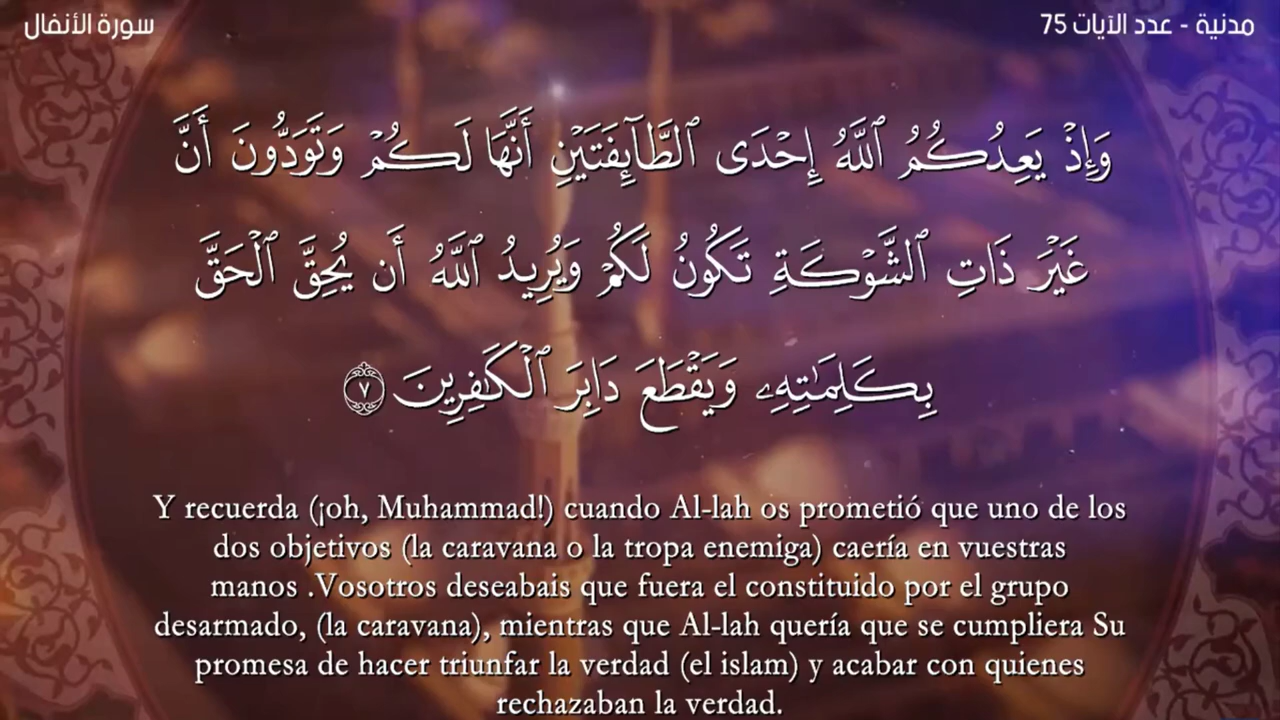 مدنية - عدد الآيات 75
سورة الأنفال
وَإِذْ يَعِدُكُمُ ٱللَّهُ إِحْدَى ٱلطَّآئِفَتَيْنِ أَنَّهَا لَكُمْ وَتَوَدُّونَ أَنَّ
غَيْرَ ذَاتِ ٱلشَّوْكَةِ تَكُونُ لَكُمْ وَيُرِيدُ ٱللَّهُ أَن يُحِقَّ ٱلْحَقَّ
بِكَلِمَٰتِهِۦ وَيَقْطَعَ دَابِرَ ٱلْكَٰفِرِينَ ٧
Y recuerda (¡oh, Muhammad!) cuando Al-lah os prometió que uno de los
dos objetivos (la caravana o la tropa enemiga) caería en vuestras
manos .Vosotros deseabais que fuera el constituido por el grupo
desarmado, (la caravana), mientras que Al-lah quería que se cumpliera Su
promesa de hacer triunfar la verdad (el islam) y acabar con quienes
rechazaban la verdad.